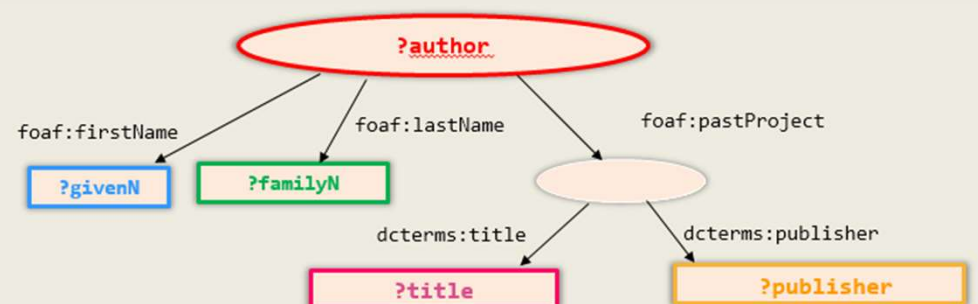 ?author
foaf:firstName
foaf:lastName
foaf:pastProject
?givenN
?familyN
dcterms:title
dcterms:publisher
?title
?publisher